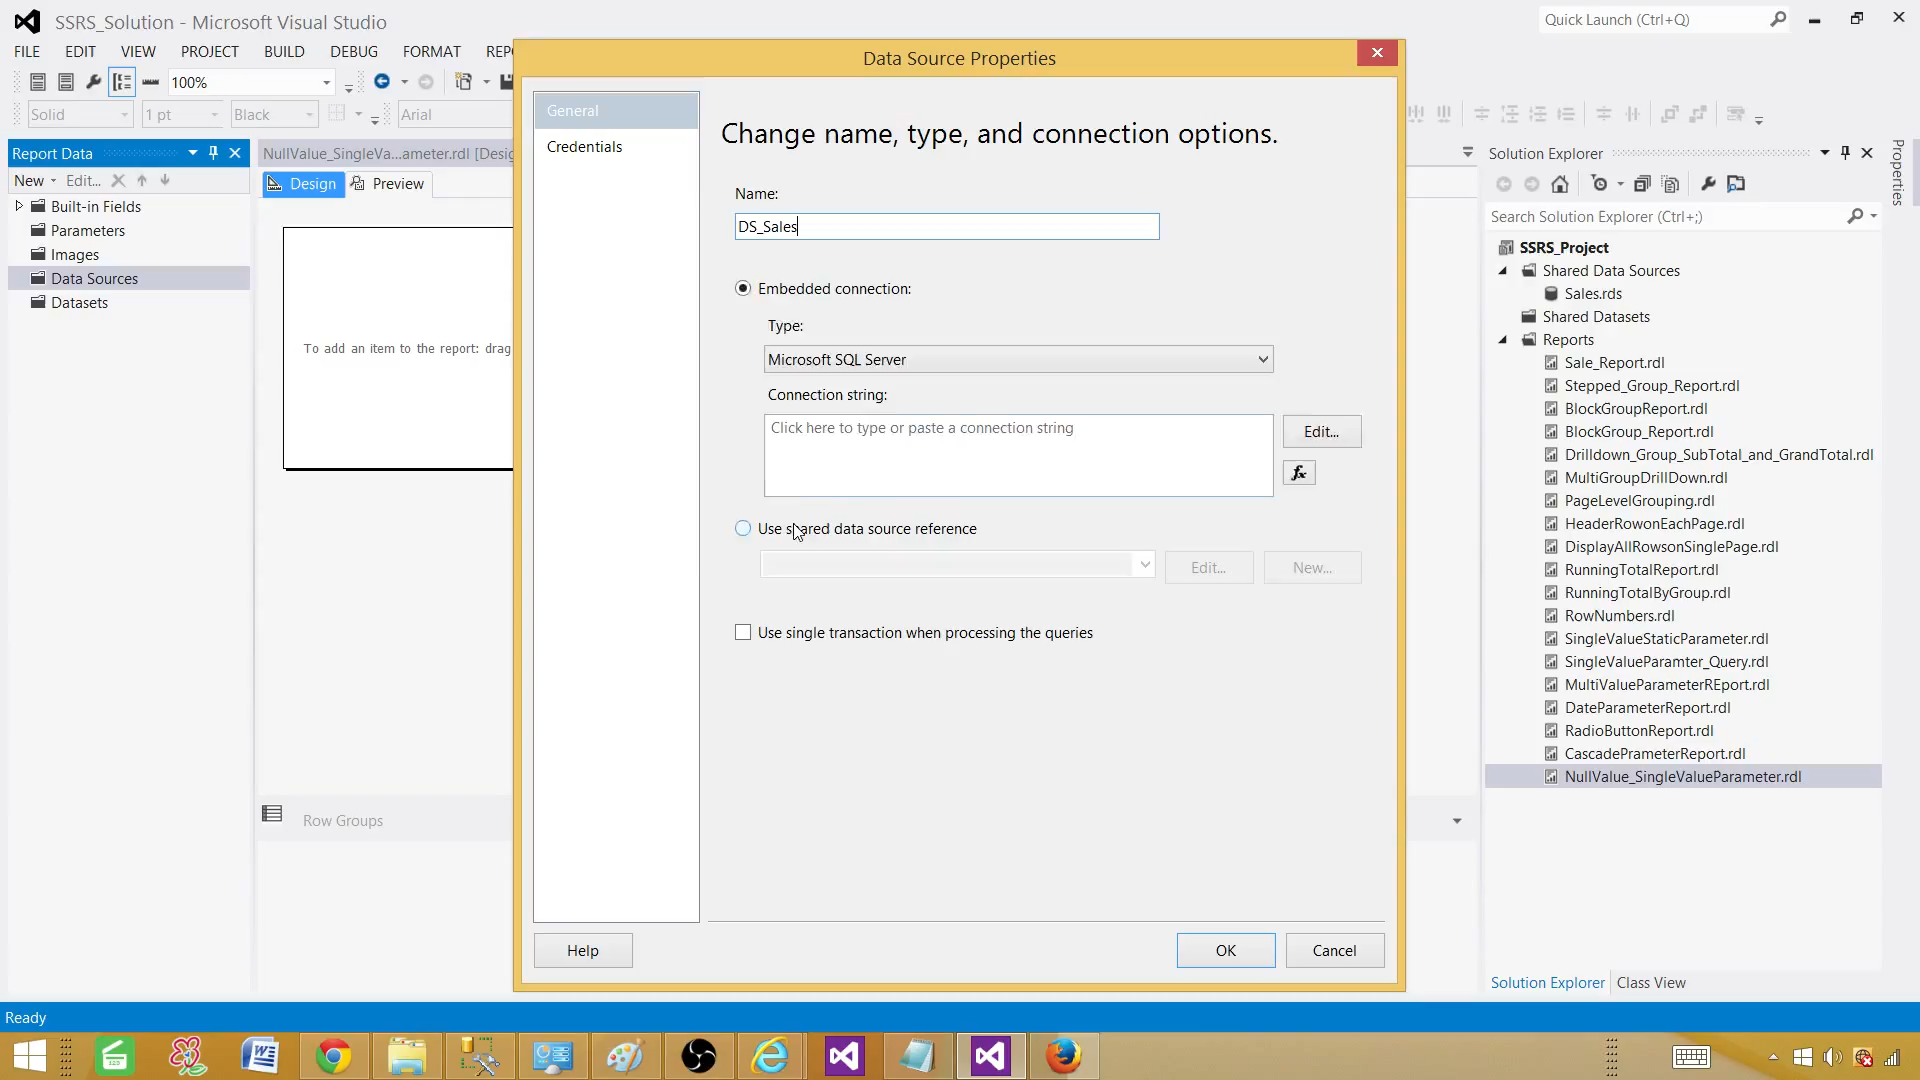 SSRS_Solution - Microsoft Visual Studio
Quick Launch (Ctrl+Q)
FILE EDIT VIEW PROJECT BUILD DEBUG FORMAT REPO
100%
Solid 1 pt Black Arial
Report Data
New Edit...
Built-in Fields
Parameters
Images
Data Sources
Datasets
NullValue_SingleVa...ameter.rdl [Desig
Design Preview
To add an item to the report: drag
Row Groups
Data Source Properties
General
Credentials
Change name, type, and connection options.
Name:
DS_Sales
Embedded connection:
Type:
Microsoft SQL Server
Connection string:
Click here to type or paste a connection string
Edit...
fx
Use shared data source reference
Edit... New...
Use single transaction when processing the queries
Help OK Cancel
Solution Explorer
Search Solution Explorer (Ctrl+;)
SSRS_Project
Shared Data Sources
Sales.rds
Shared Datasets
Reports
Sale_Report.rdl
Stepped_Group_Report.rdl
BlockGroupReport.rdl
BlockGroup_Report.rdl
Drilldown_Group_SubTotal_and_GrandTotal.rdl
MultiGroupDrillDown.rdl
PageLevelGrouping.rdl
HeaderRowonEachPage.rdl
DisplayAllRowsonSinglePage.rdl
RunningTotalReport.rdl
RunningTotalByGroup.rdl
RowNumbers.rdl
SingleValueStaticParameter.rdl
SingleValueParamter_Query.rdl
MultiValueParameterREport.rdl
DateParameterReport.rdl
RadioButtonReport.rdl
CascadePrameterReport.rdl
NullValue_SingleValueParameter.rdl
Solution Explorer Class View
Properties
Ready